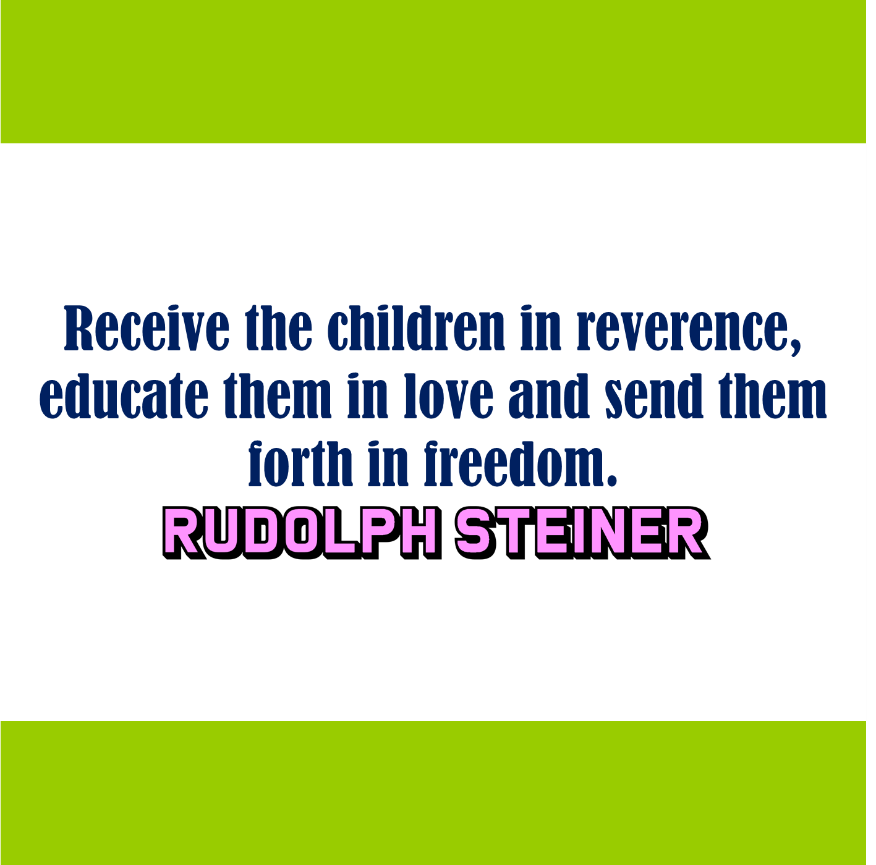 Receive the children in reverence,
educate them in love and send them
forth in freedom.
RUDOLPH STEINER